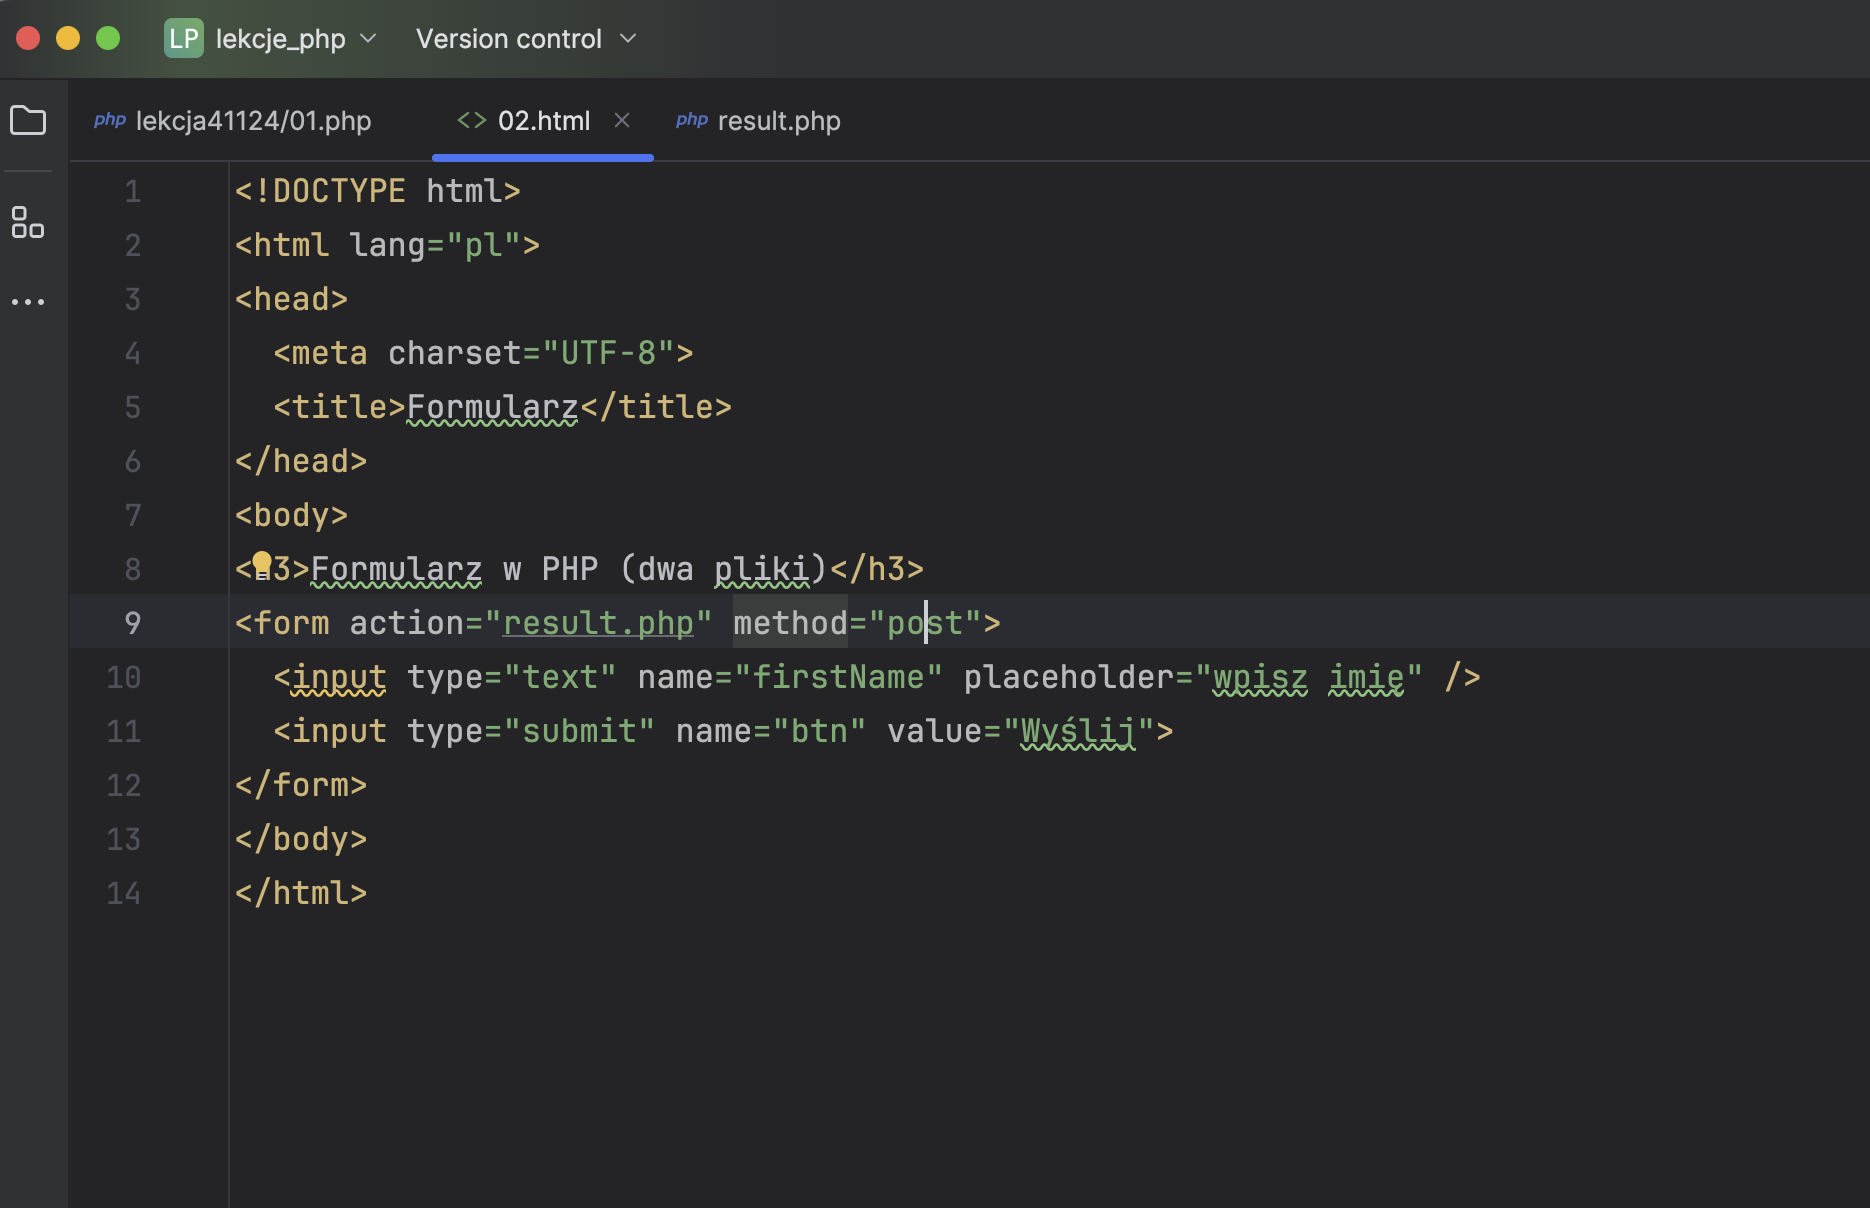 LP lekcje_php Version control
php lekcja41124/01.php <> 02.html × php result.php
1 <!DOCTYPE html>
2 <html lang="pl">
3 <head>
4 <meta charset="UTF-8">
5 <title>Formularz</title>
6 </head>
7 <body>
8 <h3>Formularz w PHP (dwa pliki)</h3>
9 <form action="result.php" method="post">
10 <input type="text" name="firstName" placeholder="wpisz imię" />
11 <input type="submit" name="btn" value="Wyślij">
12 </form>
13 </body>
14 </html>